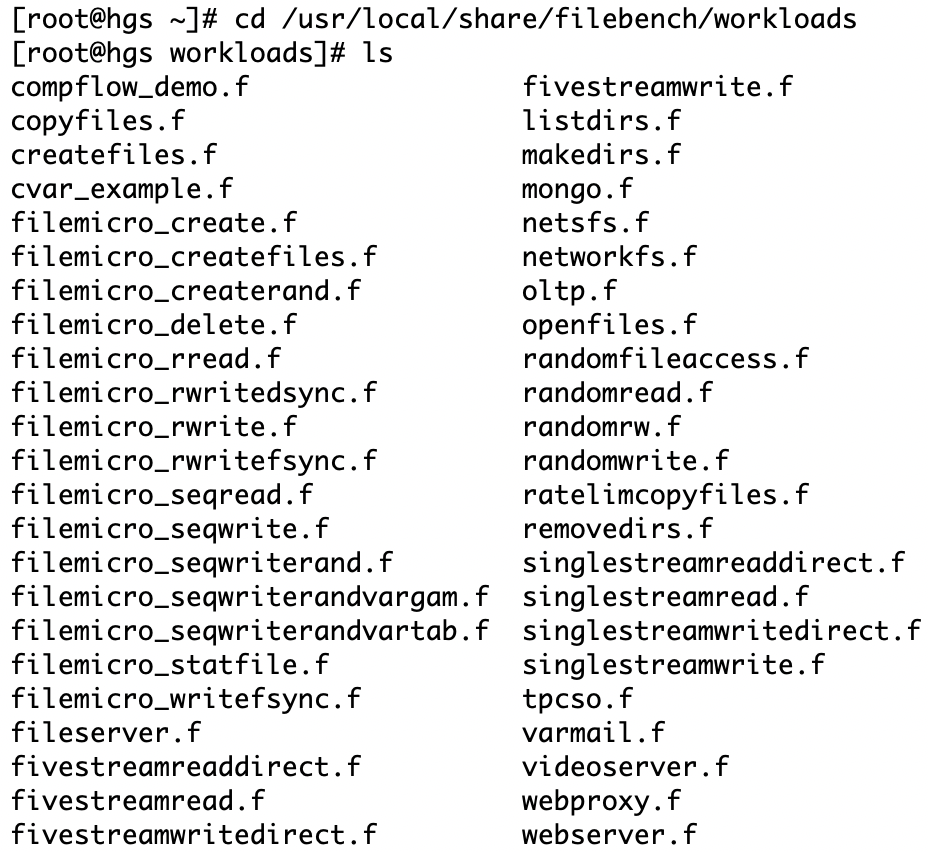 [root@hgs ~]# cd /usr/local/share/filebench/workloads
[root@hgs workloads]# ls
compflow_demo.f                 fivestreamwrite.f
copyfiles.f                     listdirs.f
createfiles.f                   makedirs.f
cvar_example.f                  mongo.f
filemicro_create.f              netsfs.f
filemicro_createfiles.f         networkfs.f
filemicro_createrand.f          oltp.f
filemicro_delete.f              openfiles.f
filemicro_rread.f               randomfileaccess.f
filemicro_rwritedsync.f         randomread.f
filemicro_rwrite.f              randomrw.f
filemicro_rwritefsync.f         randomwrite.f
filemicro_seqread.f             ratelimcopyfiles.f
filemicro_seqwrite.f            removedirs.f
filemicro_seqwriterand.f        singlestreamreaddirect.f
filemicro_seqwriterandvargam.f  singlestreamread.f
filemicro_seqwriterandvartab.f  singlestreamwritedirect.f
filemicro_statfile.f            singlestreamwrite.f
filemicro_writefsync.f          tpcso.f
fileserver.f                    varmail.f
fivestreamreaddirect.f          videoserver.f
fivestreamread.f                webproxy.f
fivestreamwritedirect.f         webserver.f